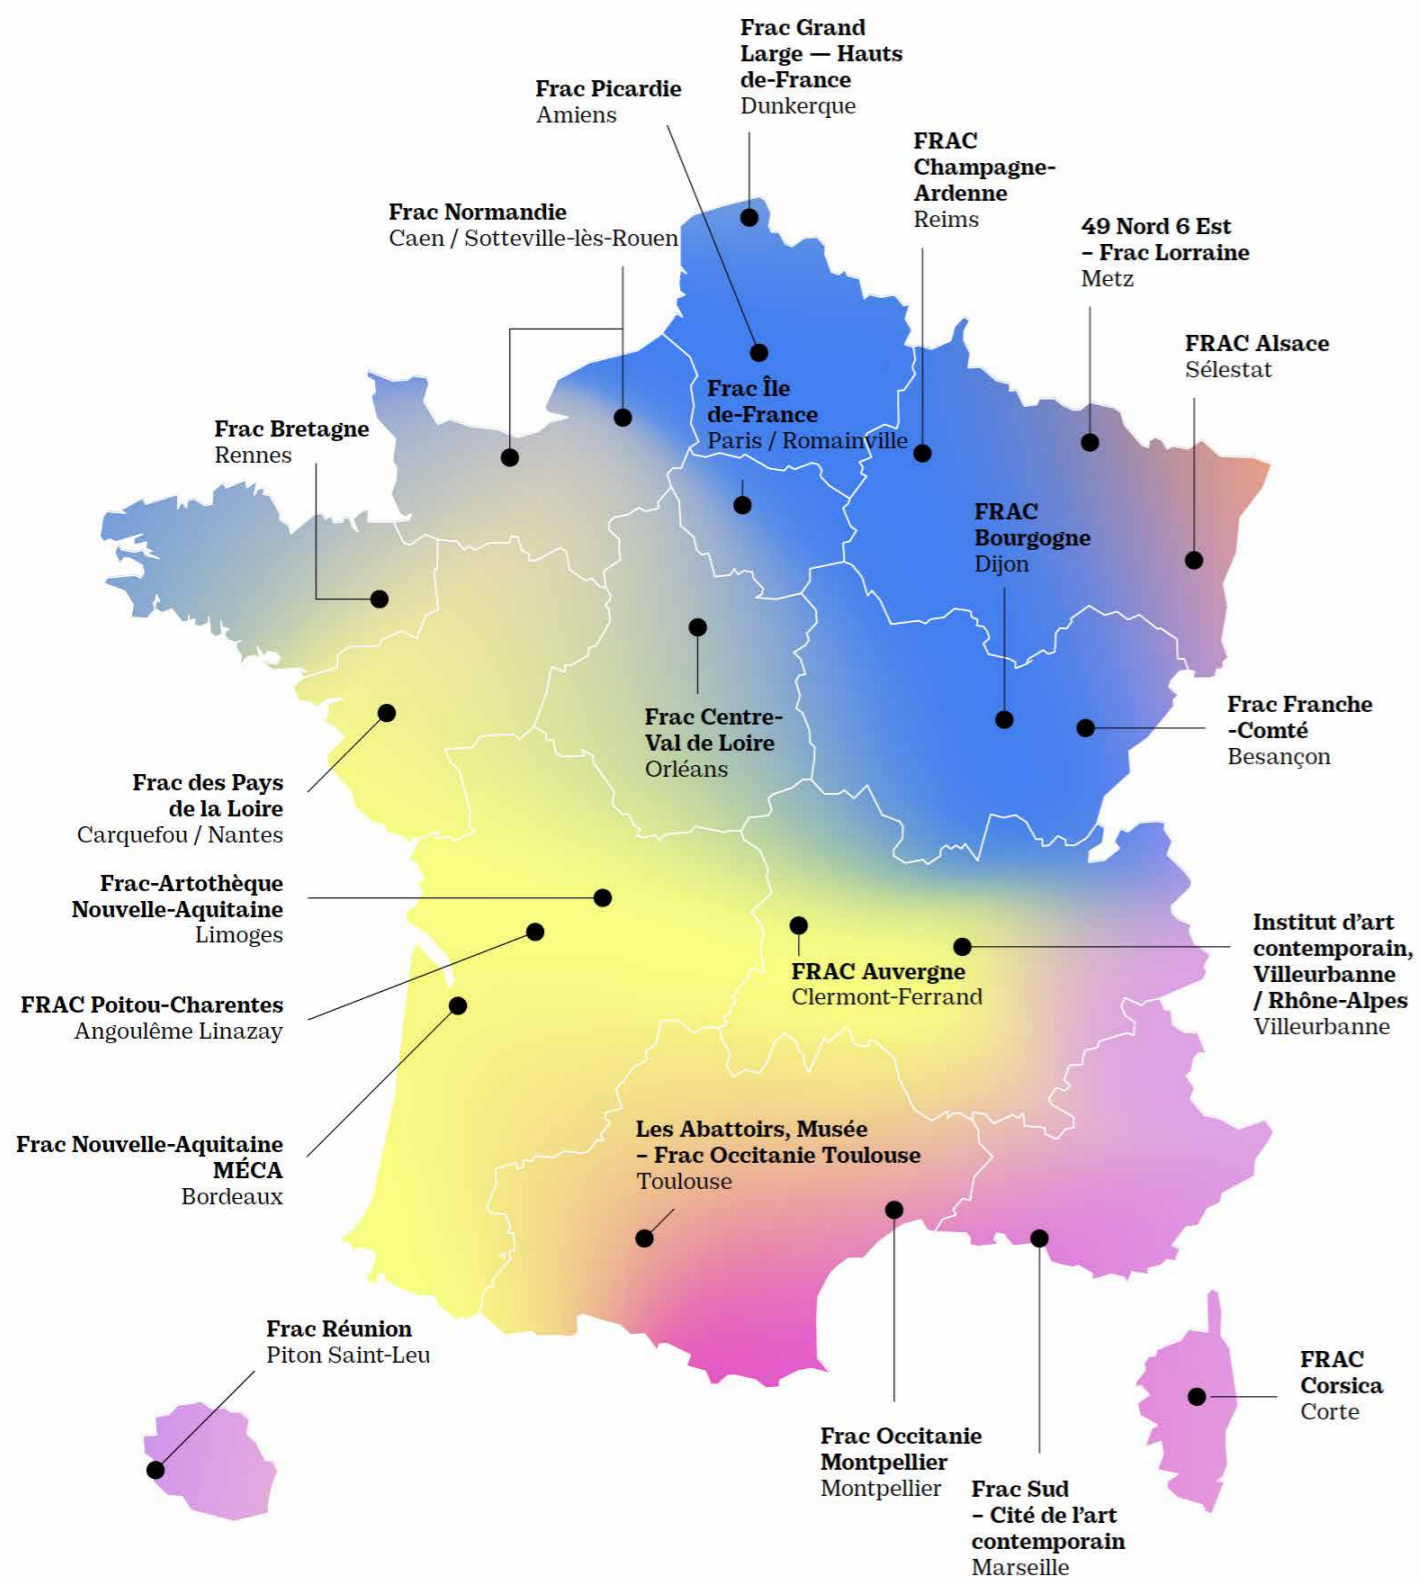 Frac Grand
Large — Hauts
de-France
Dunkerque
Frac Picardie
Amiens
FRAC
Champagne-
Ardenne
Reims
Frac Normandie
Caen / Sotteville-lès-Rouen
49 Nord 6 Est
– Frac Lorraine
Metz
FRAC Alsace
Sélestat
Frac Île
de-France
Paris / Romainville
Frac Bretagne
Rennes
FRAC
Bourgogne
Dijon
Frac Centre-
Val de Loire
Orléans
Frac Franche
-Comté
Besançon
Frac des Pays
de la Loire
Carquefou / Nantes
Frac-Artothèque
Nouvelle-Aquitaine
Limoges
FRAC Poitou-Charentes
Angoulême Linazay
FRAC Auvergne
Clermont-Ferrand
Institut d’art
contemporain,
Villeurbanne
/ Rhône-Alpes
Villeurbanne
Frac Nouvelle-Aquitaine
MÉCA
Bordeaux
Les Abattoirs, Musée
– Frac Occitanie Toulouse
Toulouse
Frac Réunion
Piton Saint-Leu
FRAC
Corsica
Corte
Frac Occitanie
Montpellier
Montpellier
Frac Sud
– Cité de l’art
contemporain
Marseille